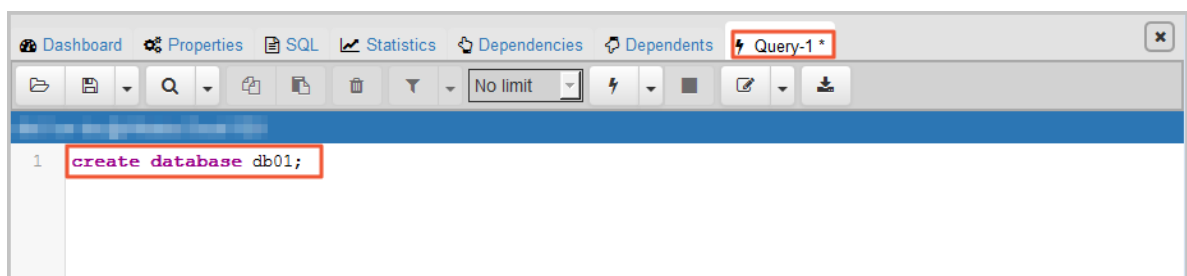 Dashboard Properties SQL Statistics Dependencies Dependents Query-1 *
No limit
1 create database db01;